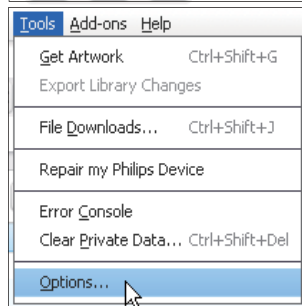 Tools Add-ons Help
Get Artwork Ctrl+Shift+G
Export Library Changes
File Downloads... Ctrl+Shift+J
Repair my Philips Device
Error Console
Clear Private Data... Ctrl+Shift+Del
Options...